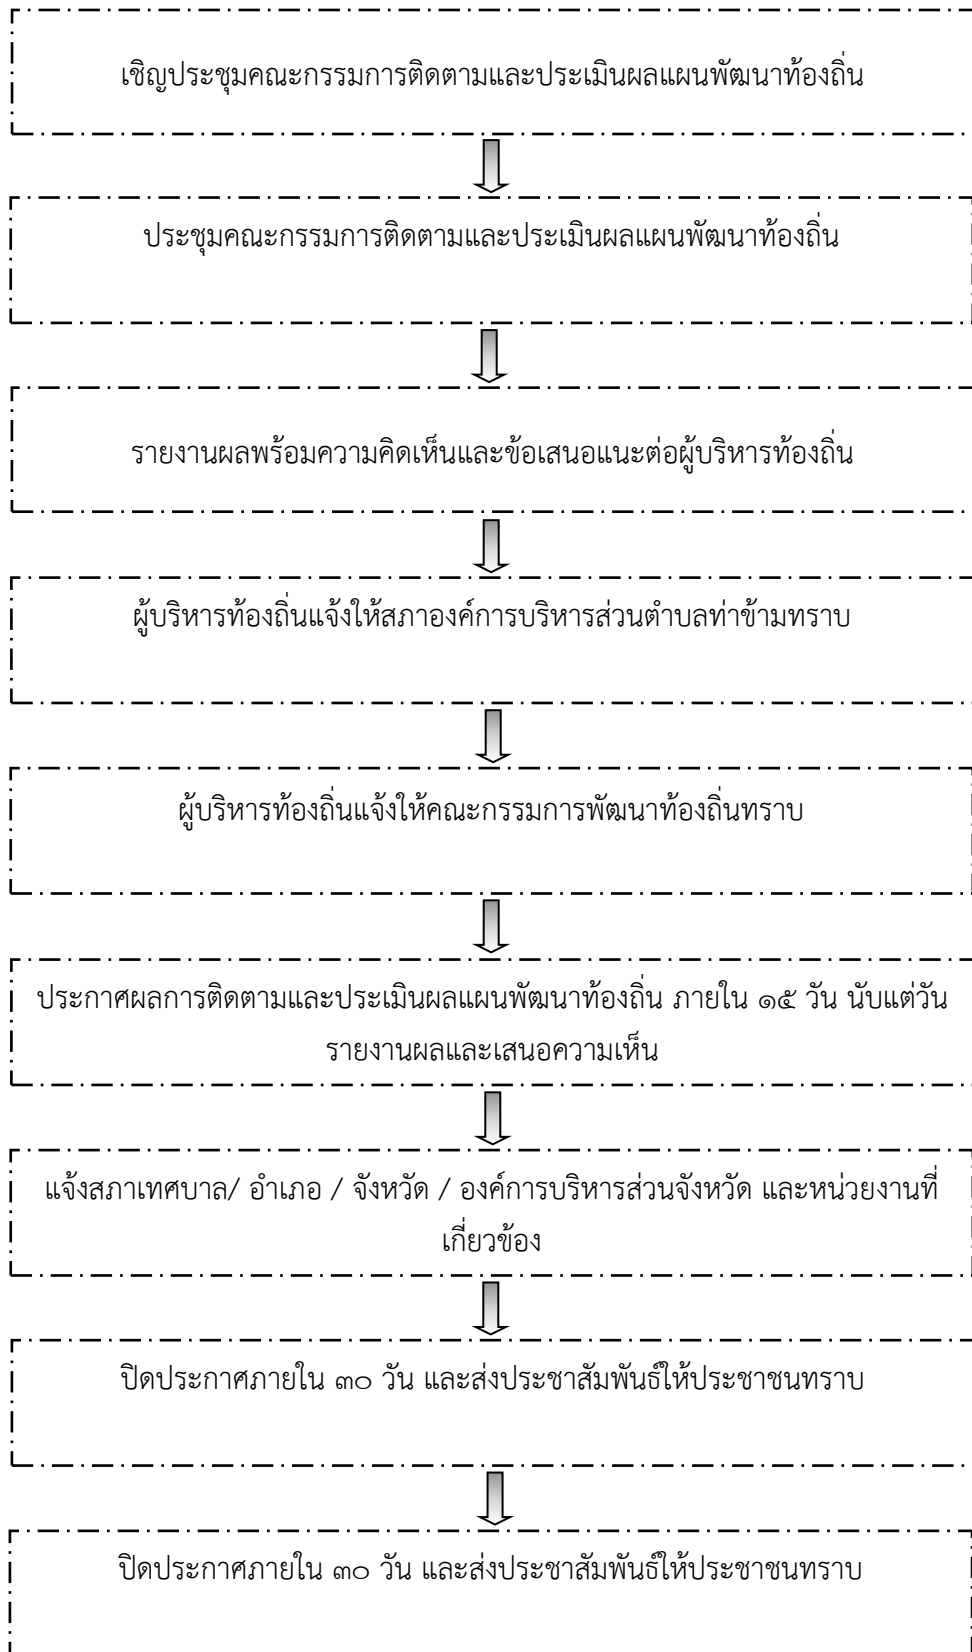 เชิญประชุมคณะกรรมการติดตามและประเมินผลแผนพัฒนาท้องถิ่น
ประชุมคณะกรรมการติดตามและประเมินผลแผนพัฒนาท้องถิ่น
รายงานผลพร้อมความคิดเห็นและข้อเสนอแนะต่อผู้บริหารท้องถิ่น
ผู้บริหารท้องถิ่นแจ้งให้สภาองค์การบริหารส่วนตำบลท่าข้ามทราบ
ผู้บริหารท้องถิ่นแจ้งให้คณะกรรมการพัฒนาท้องถิ่นทราบ
ประกาศผลการติดตามและประเมินผลแผนพัฒนาท้องถิ่น ภายใน ๑๕ วัน นับแต่วัน
รายงานผลและเสนอความเห็น
แจ้งสภาเทศบาล/ อำเภอ / จังหวัด / องค์การบริหารส่วนจังหวัด และหน่วยงานที่
เกี่ยวข้อง
ปิดประกาศภายใน ๓๐ วัน และส่งประชาสัมพันธ์ให้ประชาชนทราบ
ปิดประกาศภายใน ๓๐ วัน และส่งประชาสัมพันธ์ให้ประชาชนทราบ